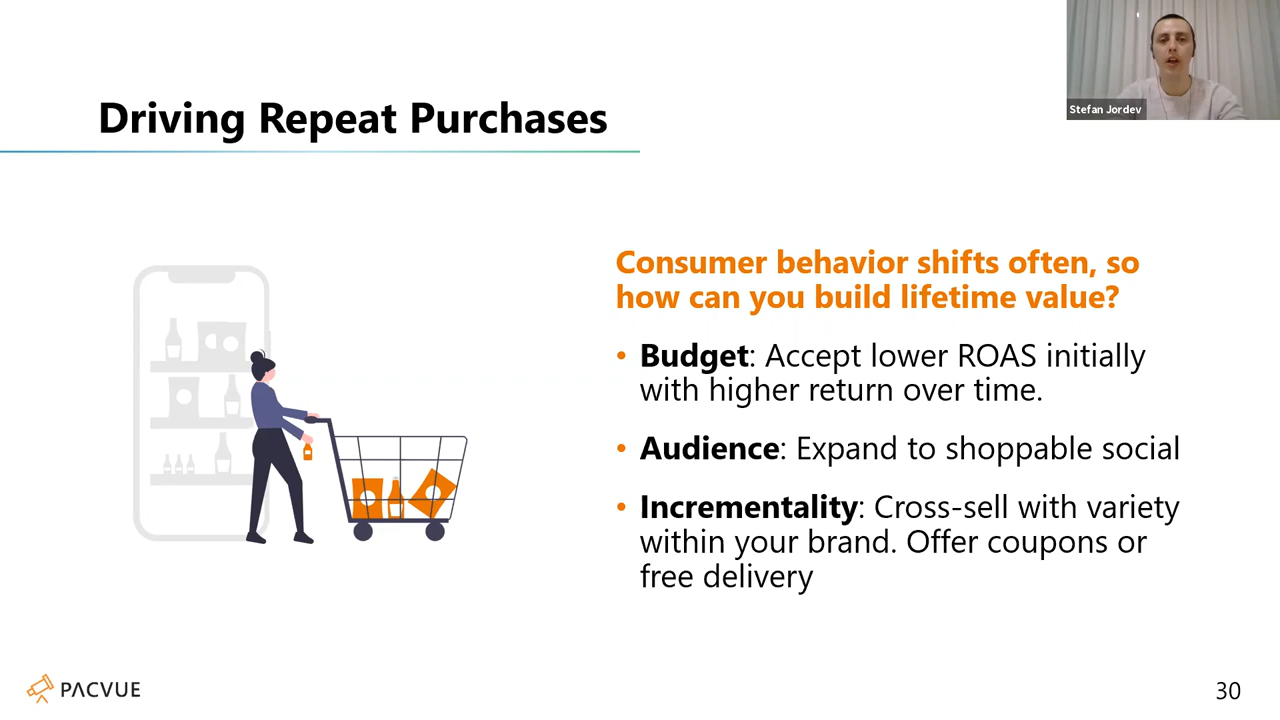 Stefan Jordev
Driving Repeat Purchases
Consumer behavior shifts often, so
how can you build lifetime value?
• Budget: Accept lower ROAS initially
with higher return over time.
• Audience: Expand to shoppable social
• Incrementality: Cross-sell with variety
within your brand. Offer coupons or
free delivery
PACVUE
30